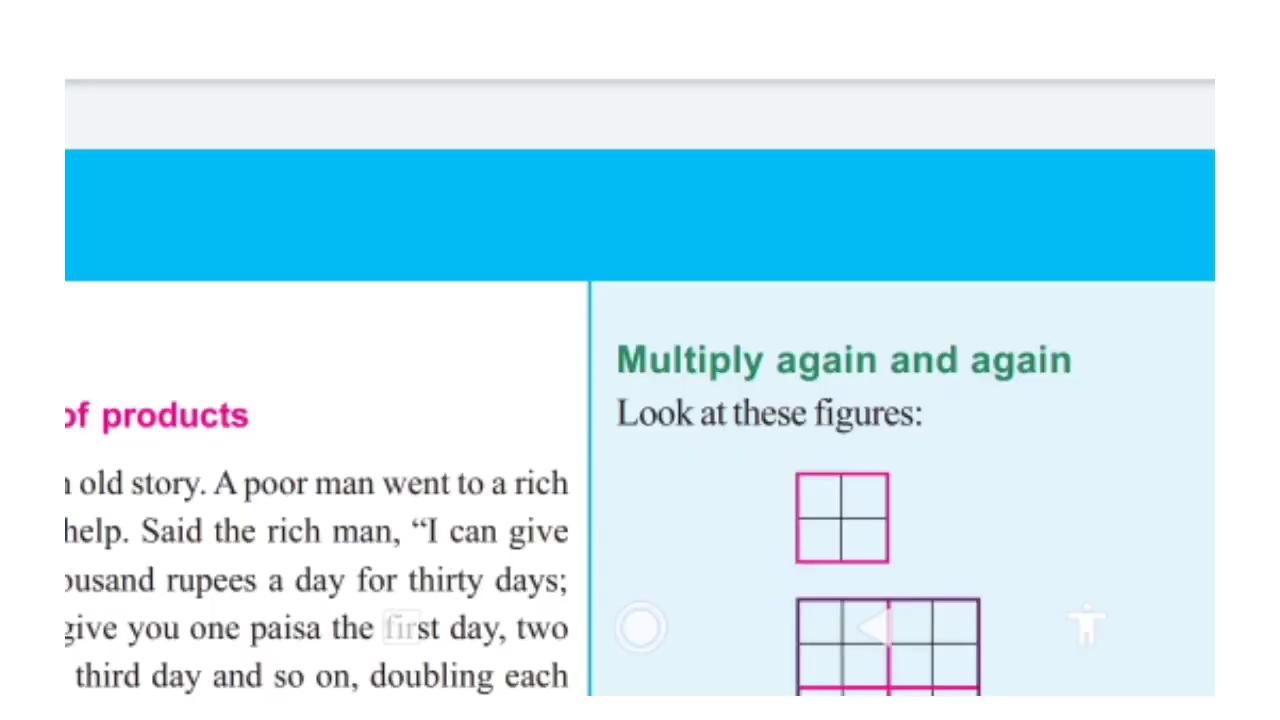 of products
old story. A poor man went to a rich
help. Said the rich man, “I can give
ousand rupees a day for thirty days;
give you one paisa the first day, two
third day and so on, doubling each
Multiply again and again
Look at these figures: